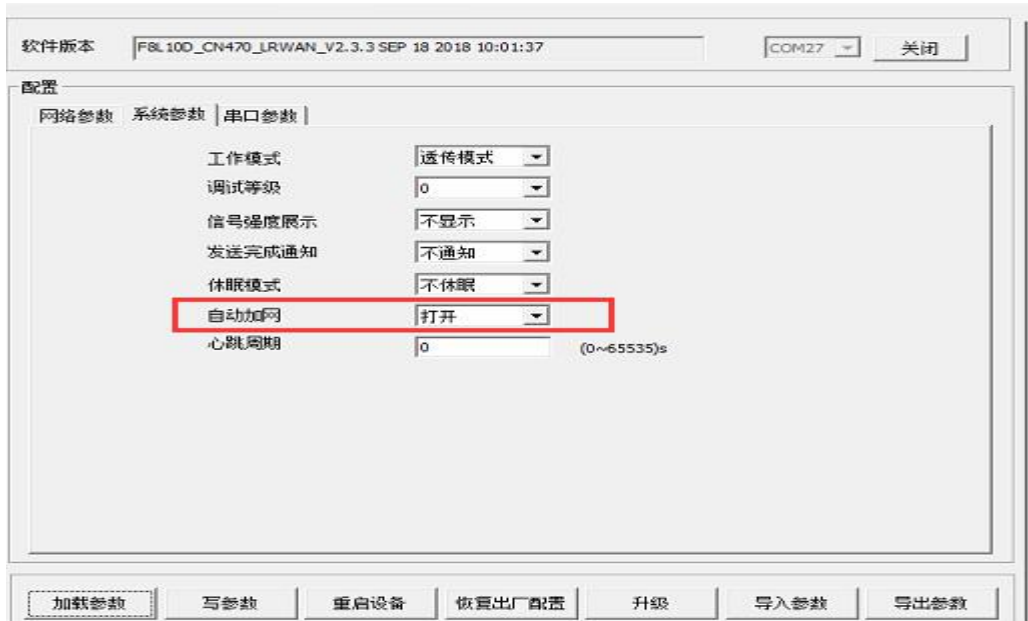 软件版本 F8L10D_CN470_LRWAN_V2.3.3 SEP 18 2018 10:01:37 COM27 关闭
配置
网络参数 系统参数 串口参数
工作模式 透传模式
调试等级 0
信号强度展示 不显示
发送完成通知 不通知
休眠模式 不休眠
自动加网 打开
心跳周期 0 (0~65535)s
加载参数 写参数 重启设备 恢复出厂配置 升级 导入参数 导出参数